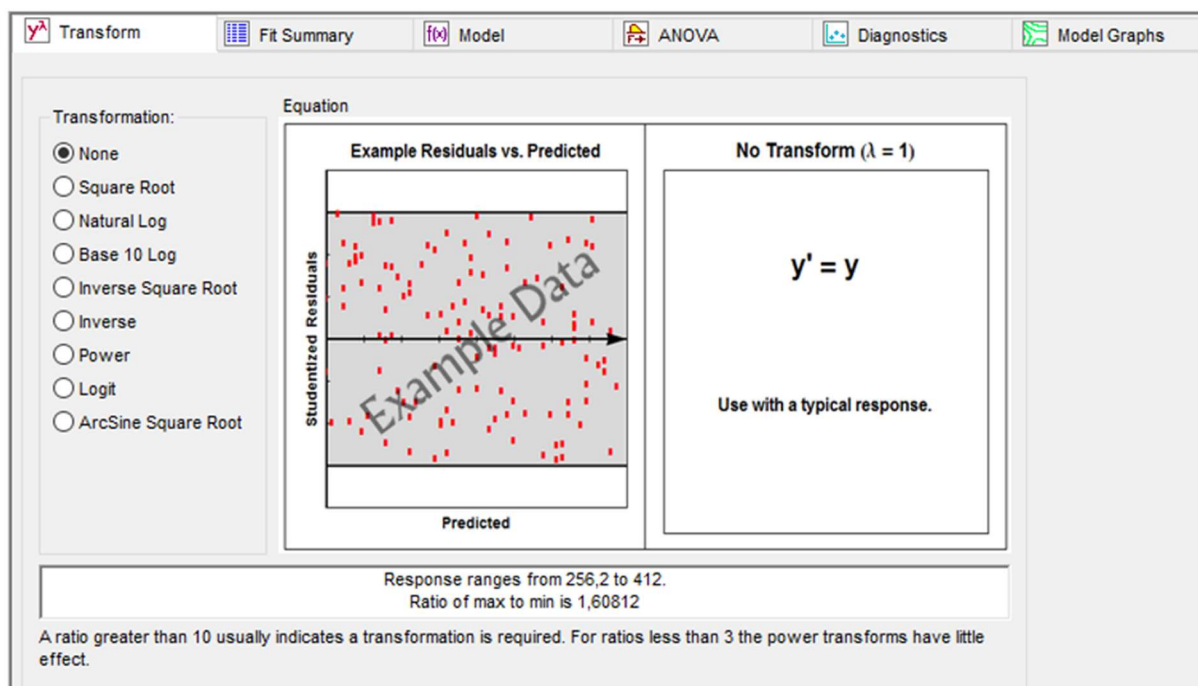 yλ Transform
Fit Summary
f(x) Model
ANOVA
Diagnostics
Model Graphs
Transformation:
None
Square Root
Natural Log
Base 10 Log
Inverse Square Root
Inverse
Power
Logit
ArcSine Square Root
Equation
Example Residuals vs. Predicted
Studentized Residuals
Example Data
Predicted
No Transform (λ = 1)
y' = y
Use with a typical response.
Response ranges from 256,2 to 412.
Ratio of max to min is 1,60812
A ratio greater than 10 usually indicates a transformation is required. For ratios less than 3 the power transforms have little
effect.